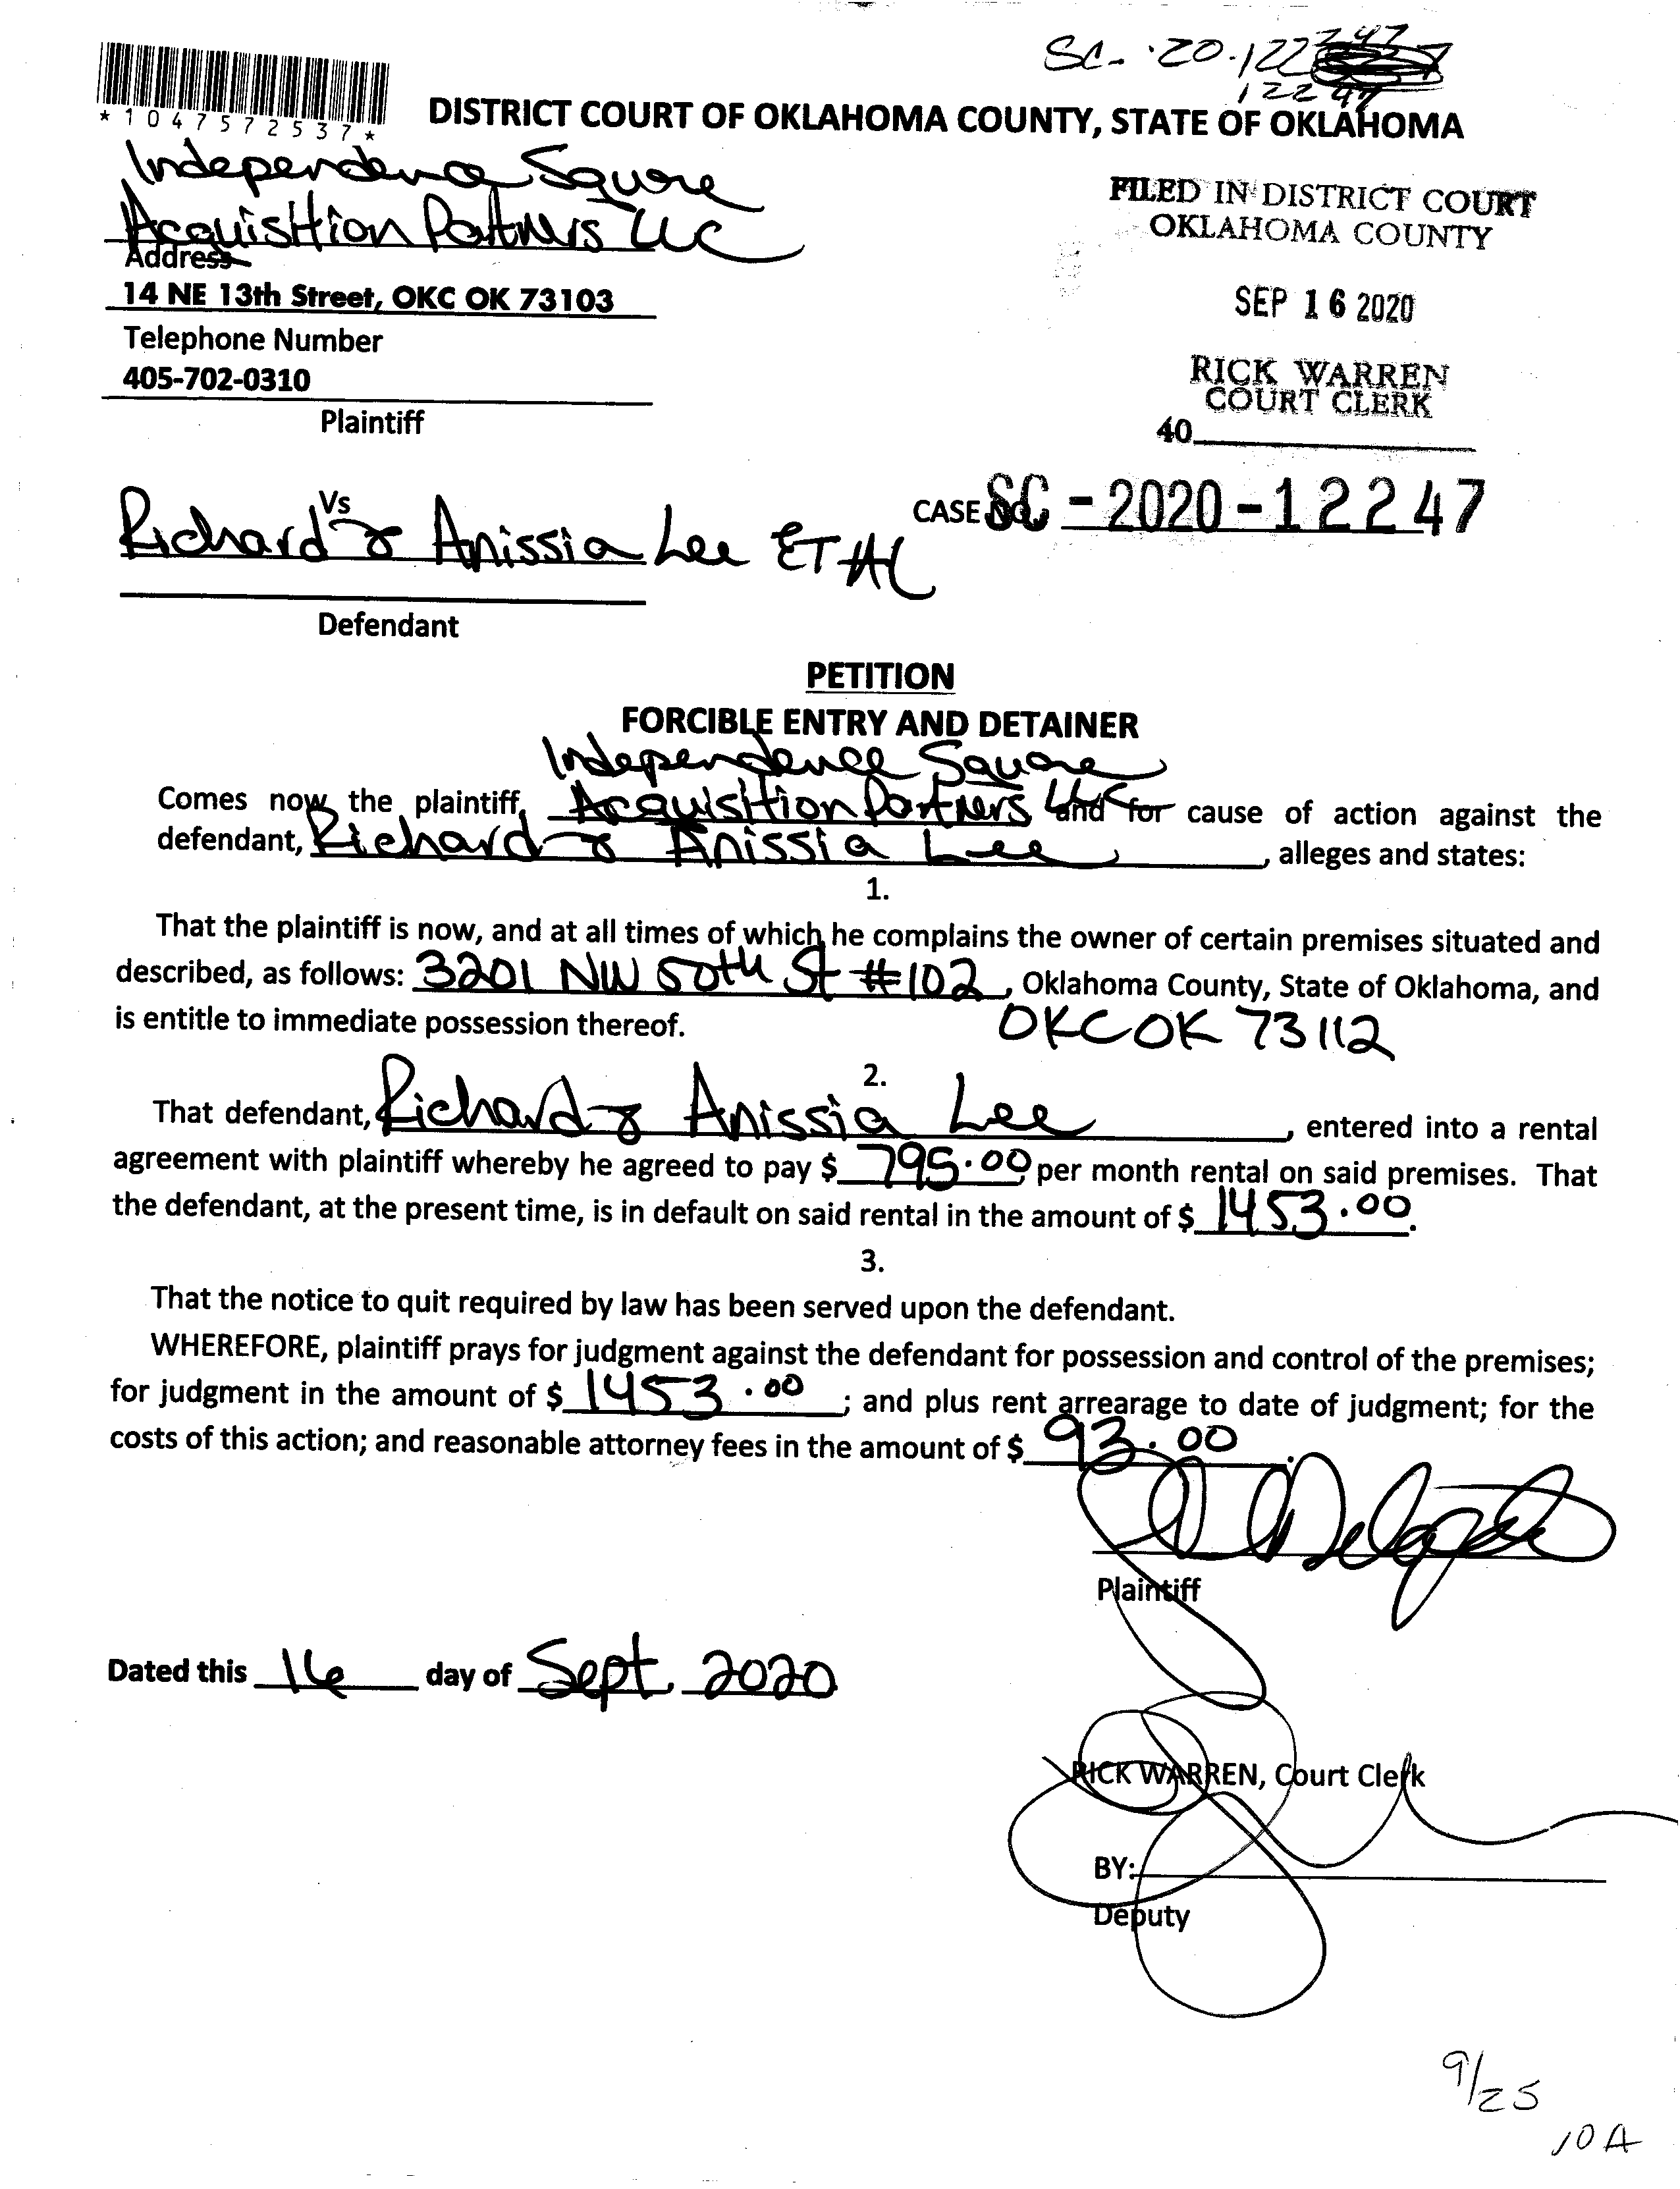 SC- 20-122
12247
*1047572537*
DISTRICT COURT OF OKLAHOMA COUNTY, STATE OF OKLAHOMA
Independence Square
Acquisition Partners LLC
Address
14 NE 13th Street, OKC OK 73103
Telephone Number
405-702-0310
Plaintiff
FILED IN DISTRICT COURT
OKLAHOMA COUNTY
SEP 16 2020
RICK WARREN
COURT CLERK
40
Vs
Richard & Anissia Lee ET AL
Defendant
CASE NO. SC-2020-12247
PETITION
FORCIBLE ENTRY AND DETAINER
Independence Square
Comes now the plaintiff, Acquisition Partners LLC and for cause of action against the
defendant, Richard & Anissia Lee, alleges and states:
1.
That the plaintiff is now, and at all times of which he complains the owner of certain premises situated and
described, as follows: 3201 NW 50th St #102, Oklahoma County, State of Oklahoma, and
is entitle to immediate possession thereof. OKC OK 73112
2.
That defendant, Richard & Anissia Lee, entered into a rental
agreement with plaintiff whereby he agreed to pay $ 795.00 per month rental on said premises. That
the defendant, at the present time, is in default on said rental in the amount of $ 1453.00.
3.
That the notice to quit required by law has been served upon the defendant.
WHEREFORE, plaintiff prays for judgment against the defendant for possession and control of the premises;
for judgment in the amount of $ 1453.00; and plus rent arrearage to date of judgment; for the
costs of this action; and reasonable attorney fees in the amount of $ 93.00.
Plaintiff
Dated this 16 day of Sept. 2020
RICK WARREN, Court Clerk
BY:
Deputy
9/25
10A